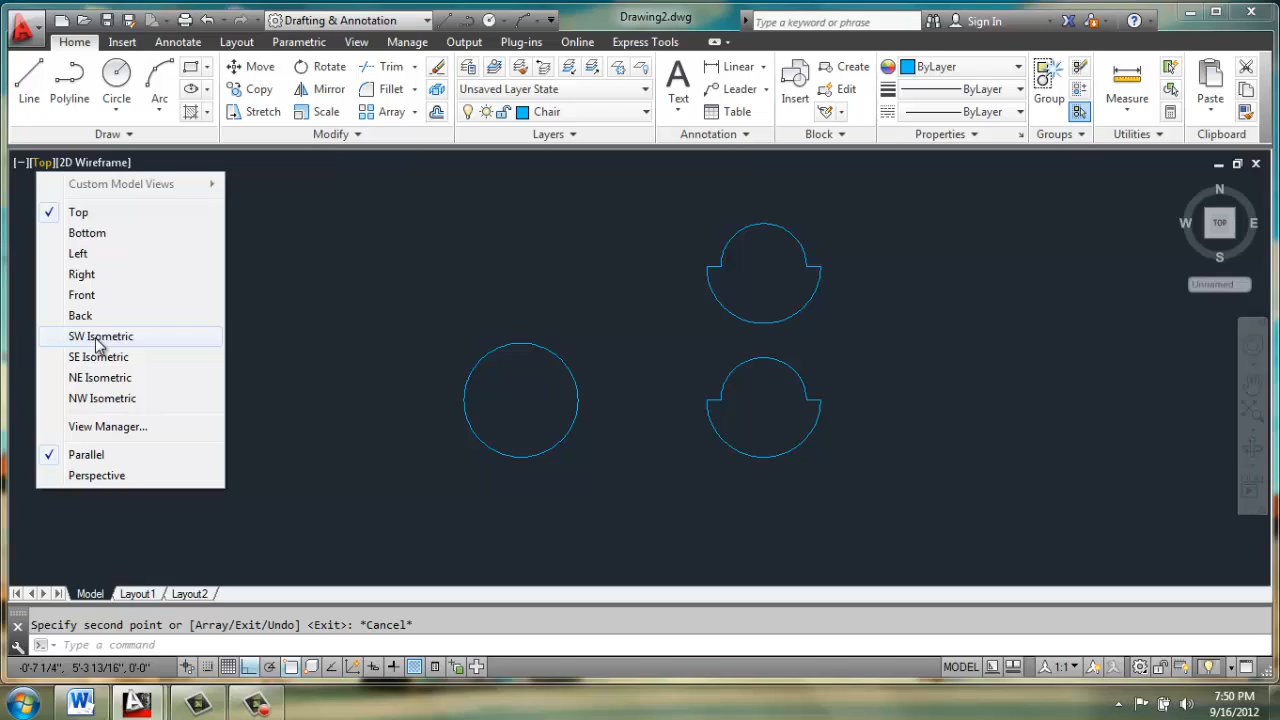 Drafting & Annotation
Drawing2.dwg
Type a keyword or phrase
Sign In
Home Insert Annotate Layout Parametric View Manage Output Plug-ins Online Express Tools
Line Polyline Circle Arc
Move Rotate Trim
Copy Mirror Fillet
Stretch Scale Array
Unsaved Layer State
Chair
Text
Linear
Leader
Table
Insert
Create
Edit
ByLayer
ByLayer
ByLayer
Group
Measure
Paste
Draw Modify Layers Annotation Block Properties Groups Utilities Clipboard
[−][Top][2D Wireframe]
Custom Model Views
Top
Bottom
Left
Right
Front
Back
SW Isometric
SE Isometric
NE Isometric
NW Isometric
View Manager...
Parallel
Perspective
N
W TOP E
S
Unnamed
Model Layout1 Layout2
Specify second point or [Array/Exit/Undo] <Exit>: *Cancel*
Type a command
-0'-7 1/4", 5'-3 13/16", 0'-0"
MODEL
1:1
7:50 PM
9/16/2012